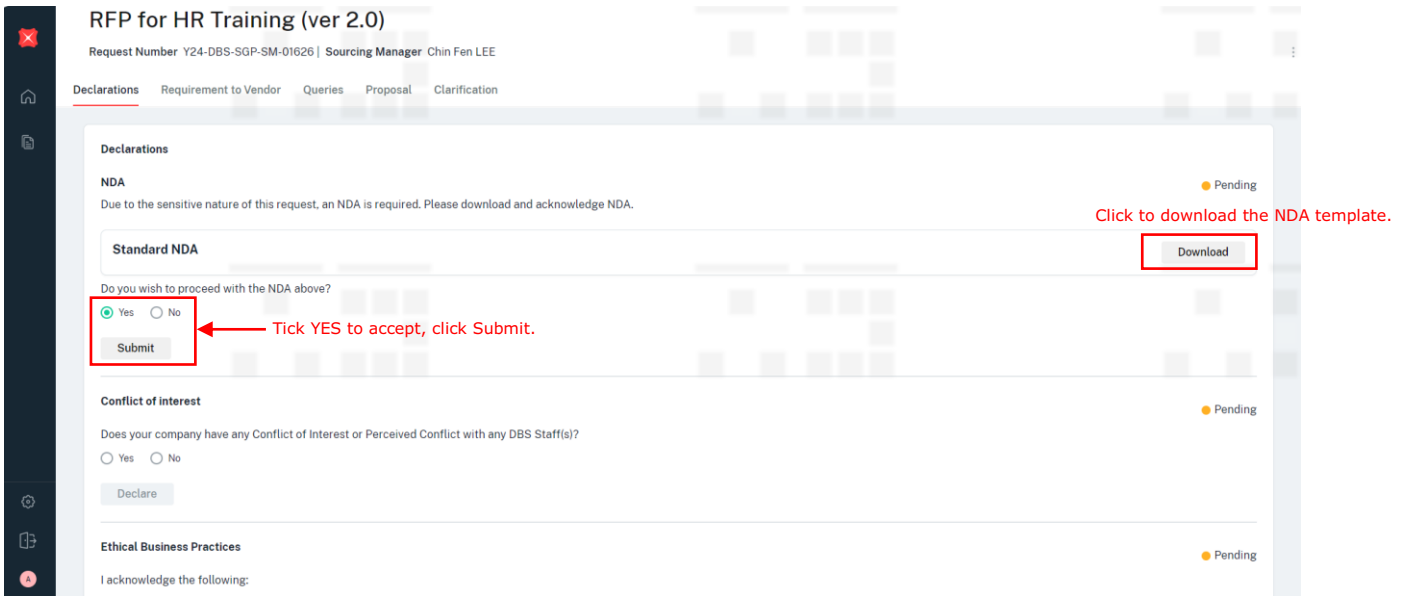 RFP for HR Training (ver 2.0)
Request Number Y24-DBS-SGP-SM-01626 | Sourcing Manager Chin Fen LEE
Declarations Requirement to Vendor Queries Proposal Clarification
Declarations
NDA
Pending
Due to the sensitive nature of this request, an NDA is required. Please download and acknowledge NDA.
Click to download the NDA template.
Standard NDA
Download
Do you wish to proceed with the NDA above?
Yes No
Tick YES to accept, click Submit.
Submit
Conflict of interest
Pending
Does your company have any Conflict of Interest or Perceived Conflict with any DBS Staff(s)?
Yes No
Declare
Ethical Business Practices
Pending
I acknowledge the following:
A